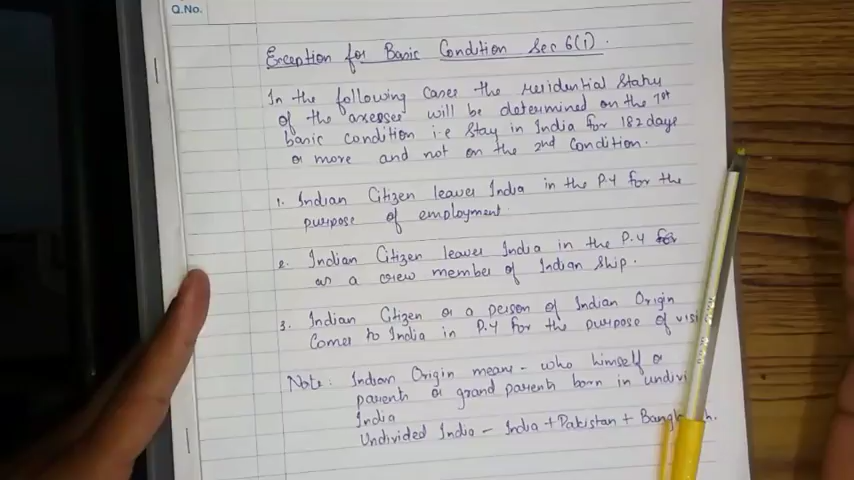 Q.No.
Exception for Basic Condition Sec 6(1).
In the following cases the residential status
of the assessee will be determined on the 1st
basic condition i.e stay in India for 182 days
or more and not on the 2nd Condition.
1. Indian Citizen leaves India in the P.Y for the
purpose of employment.
2. Indian Citizen leaves India in the P.Y for
as a crew member of Indian Ship.
3. Indian Citizen or a person of Indian Origin
Comes to India in P.Y for the purpose of
Note: Indian Origin means - who himself or
parents or grand parents born in
India
Undivided India - India + Pakistan +